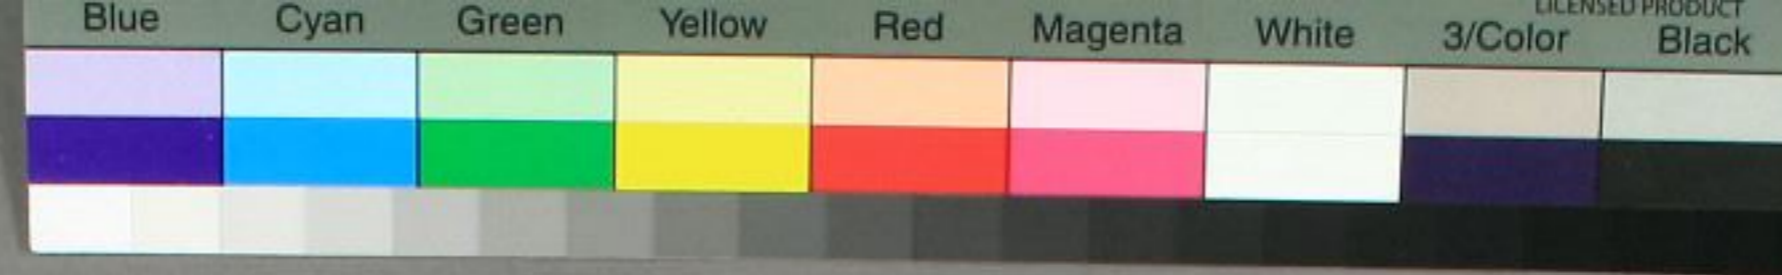 LICENSED PRODUCT
Blue Cyan Green Yellow Red Magenta White 3/Color Black